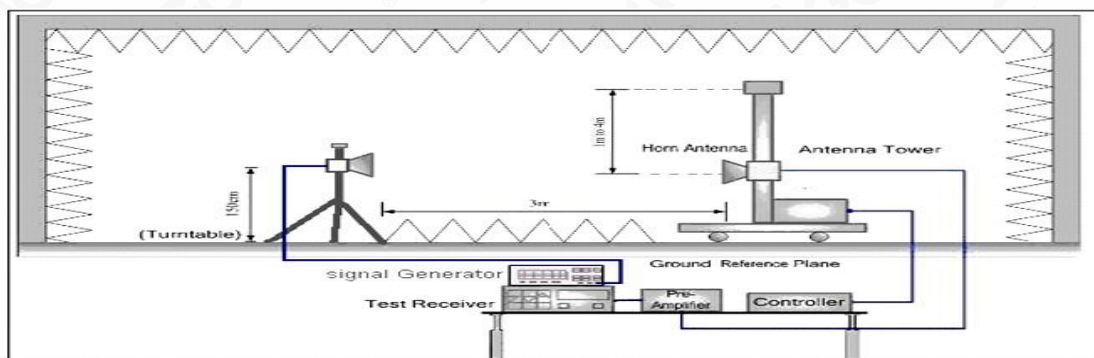 1m to 4m
Horn Antenna
Antenna Tower
150cm
3m
(Turntable)
Ground Reference Plane
signal Generator
Test Receiver
Pre-
Amplifier
Controller